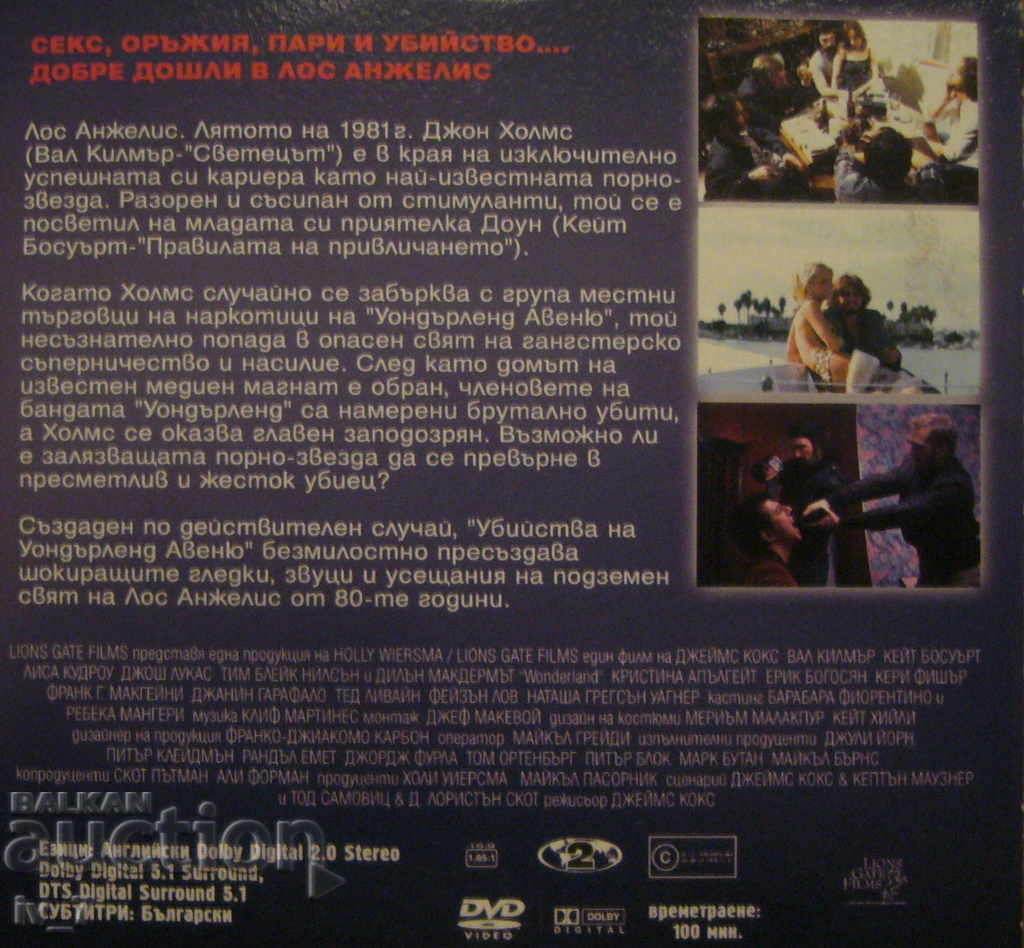 СЕКС, ОРЪЖИЯ, ПАРИ И УБИЙСТВО....
ДОБРЕ ДОШЛИ В ЛОС АНЖЕЛИС
Лос Анжелис. Лятото на 1981г. Джон Холмс
(Вал Килмър-"Светецът") е в края на изключително
успешната си кариера като най-известната порно-
звезда. Разорен и съсипан от стимуланти, той се е
посветил на младата си приятелка Доун (Кейт
Босуърт-"Правилата на привличането").
Когато Холмс случайно се забърква с група местни
търговци на наркотици на "Уондърленд Авеню", той
несъзнателно попада в опасен свят на гангстерско
съперничество и насилие. След като домът на
известен медиен магнат е обран, членовете на
бандата "Уондърленд" са намерени брутално убити,
а Холмс се оказва главен заподозрян. Възможно ли
е залязващата порно-звезда да се превърне в
пресметлив и жесток убиец?
Създаден по действителен случай, "Убийства на
Уондърленд Авеню" безмилостно пресъздава
шокиращите гледки, звуци и усещания на подземен
свят на Лос Анжелис от 80-те години.
LIONS GATE FILMS представя една продукция на HOLLY WIERSMA / LIONS GATE FILMS един филм на ДЖЕЙМС КОКС ВАЛ КИЛМЪР КЕЙТ БОСУЪРТ
ЛИСА КУДРОУ ДЖОШ ЛУКАС ТИМ БЛЕЙК НИЛСЪН и ДИЛЪН МАКДЕРМЪТ "Wonderland" КРИСТИНА АПЪЛГЕЙТ ЕРИК БОГОСЯН КЕРИ ФИШЪР
ФРАНК Г. МАКГЕЙНИ ДЖАНИН ГАРАФАЛО ТЕД ЛИВАЙН ФЕЙЗЪН ЛОВ НАТАША ГРЕГСЪН УАГНЕР кастинг БАРБАРА ФИОРЕНТИНО и
РЕБЕКА МАНГЕРИ музика КЛИФ МАРТИНЕС монтаж ДЖЕФ МАКЕВОЙ дизайн на костюми МЕРИЪМ МАЛАКПУР КЕЙТ ХИЙЛИ
дизайнер на продукция ФРАНКО-ДЖИАКОМО КАРБОН оператор МАЙКЪЛ ГРЕЙДИ изпълнителни продуценти ДЖУЛИ ЙОРН
ПИТЪР КЛЕЙДМЪН РАНДЪЛ ЕМЕТ ДЖОРДЖ ФУРЛА ТОМ ОРТЕНБЪРГ ПИТЪР БЛОК МАРК БУТАН МАЙКЪЛ БЪРНС
копродуценти СКОТ ПЪТМАН АЛИ ФОРМАН продуценти ХОЛИ УИЕРСМА МАЙКЪЛ ПАСОРНИК сценарий ДЖЕЙМС КОКС & КЕПТЪН МАУЗНЕР
и ТОД САМОВИЦ & Д. ЛОРИСТЪН СКОТ режисьор ДЖЕЙМС КОКС
BALKAN
auction
Езици: Английски Dolby Digital 2.0 Stereo
Dolby Digital 5.1 Surround,
DTS Digital Surround 5.1
СУБТИТРИ: Български
16:9
1.85:1
2
C
LIONS
GATE
FILMS
DVD
VIDEO
DOLBY
DIGITAL
времетраене:
100 мин.